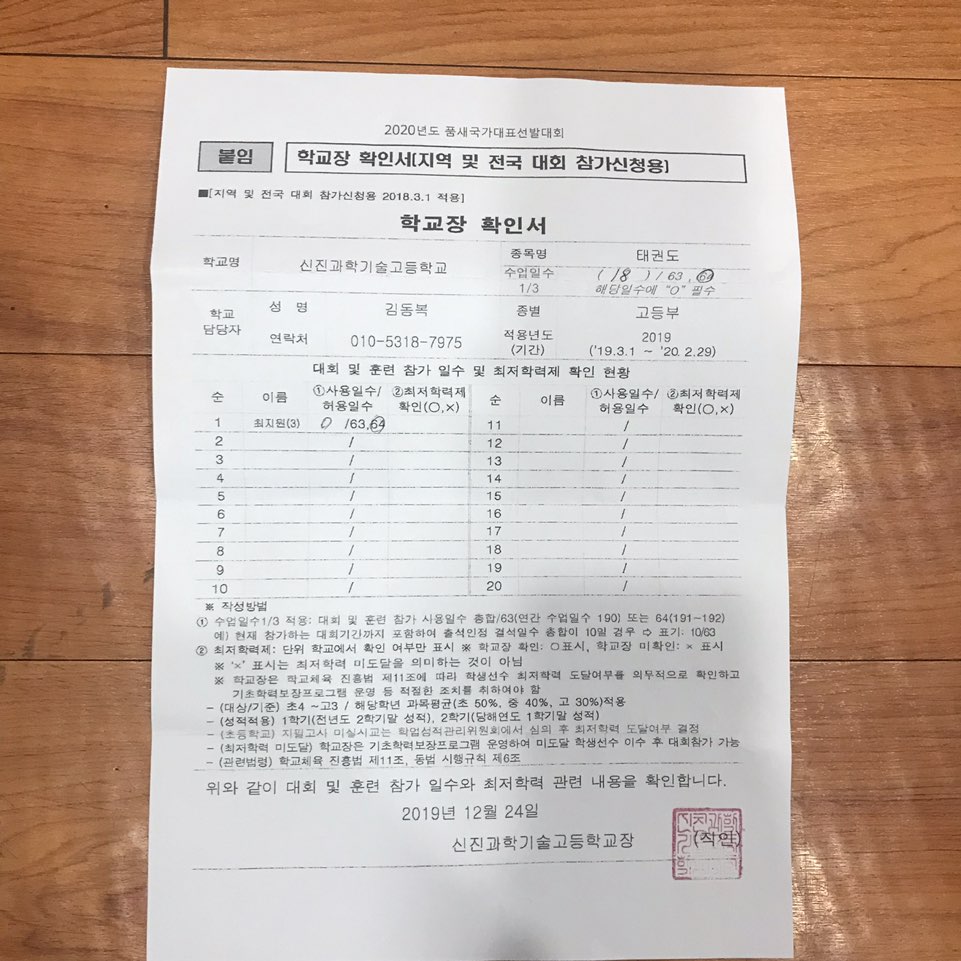 2020년도 품새국가대표선발대회
붙임 학교장 확인서(지역 및 전국 대회 참가신청용)
■[지역 및 전국 대회 참가신청용 2018.3.1 적용]
학교장 확인서
학교명 신진과학기술고등학교 종목명 태권도
수업일수 1/3 ( 18 ) / 63 , 64
해당일수에 "O" 필수
학교 담당자 성 명 김동복 종별 고등부
연락처 010-5318-7975 적용년도 (기간) 2019
('19.3.1 ~ '20.2.29)
대회 및 훈련 참가 일수 및 최저학력제 확인 현황
순 이름 ①사용일수/허용일수 ②최저학력제 확인(○,×) 순 이름 ①사용일수/허용일수 ②최저학력제 확인(○,×)
1 최지원(3) 0 /63,64 11 /
2 / 12 /
3 / 13 /
4 / 14 /
5 / 15 /
6 / 16 /
7 / 17 /
8 / 18 /
9 / 19 /
10 / 20 /
※ 작성방법
① 수업일수1/3 적용: 대회 및 훈련 참가 사용일수 총합/63(연간 수업일수 190) 또는 64(191~192)
예) 현재 참가하는 대회기간까지 포함하여 출석인정 결석일수 총합이 10일 경우 ⇨ 표기: 10/63
② 최저학력제: 단위 학교에서 확인 여부만 표시 ※ 학교장 확인: ○표시, 학교장 미확인: × 표시
※ '×' 표시는 최저학력 미도달을 의미하는 것이 아님
※ 학교장은 학교체육 진흥법 제11조에 따라 학생선수 최저학력 도달여부를 의무적으로 확인하고
기초학력보장프로그램 운영 등 적절한 조치를 취하여야 함
- (대상/기준) 초4 ~고3 / 해당학년 과목평균(초 50%, 중 40%, 고 30%)적용
- (성적적용) 1학기(전년도 2학기말 성적), 2학기(당해연도 1학기말 성적)
- (초등학교) 지필고사 미실시교는 학업성적관리위원회에서 심의 후 최저학력 도달여부 결정
- (최저학력 미도달) 학교장은 기초학력보장프로그램 운영하여 미도달 학생선수 이수 후 대회참가 가능
- (관련법령) 학교체육 진흥법 제11조, 동법 시행규칙 제6조
위와 같이 대회 및 훈련 참가 일수와 최저학력 관련 내용을 확인합니다.
2019년 12월 24일
신진과학기술고등학교장 (직인)